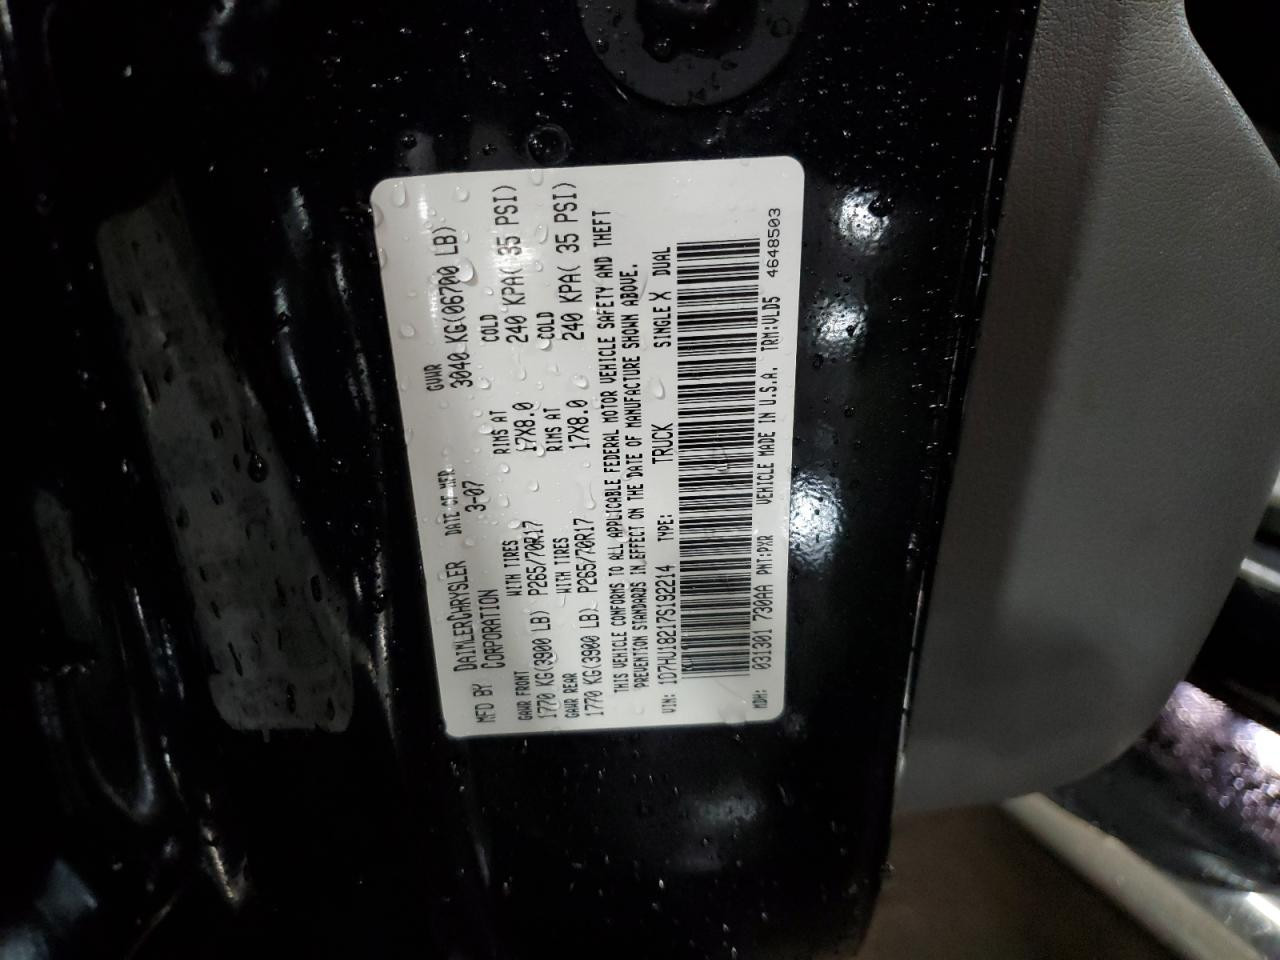 MFD BY DAIMLERCHRYSLER CORPORATION
DATE OF MFR 3-07
GVWR 3040 KG(06700 LB)
GAWR FRONT WITH TIRES RIMS AT COLD
1770 KG(3900 LB) P265/70R17 17X8.0 240 KPA( 35 PSI)
GAWR REAR WITH TIRES RIMS AT COLD
1770 KG(3900 LB) P265/70R17 17X8.0 240 KPA( 35 PSI)
THIS VEHICLE CONFORMS TO ALL APPLICABLE FEDERAL MOTOR VEHICLE SAFETY AND THEFT
PREVENTION STANDARDS IN EFFECT ON THE DATE OF MANUFACTURE SHOWN ABOVE.
VIN: 1D7HU18217S192214 TYPE: TRUCK SINGLE X DUAL
MDH: 031301 730AA PNT:PXR VEHICLE MADE IN U.S.A. TRM:VLD5 4648503